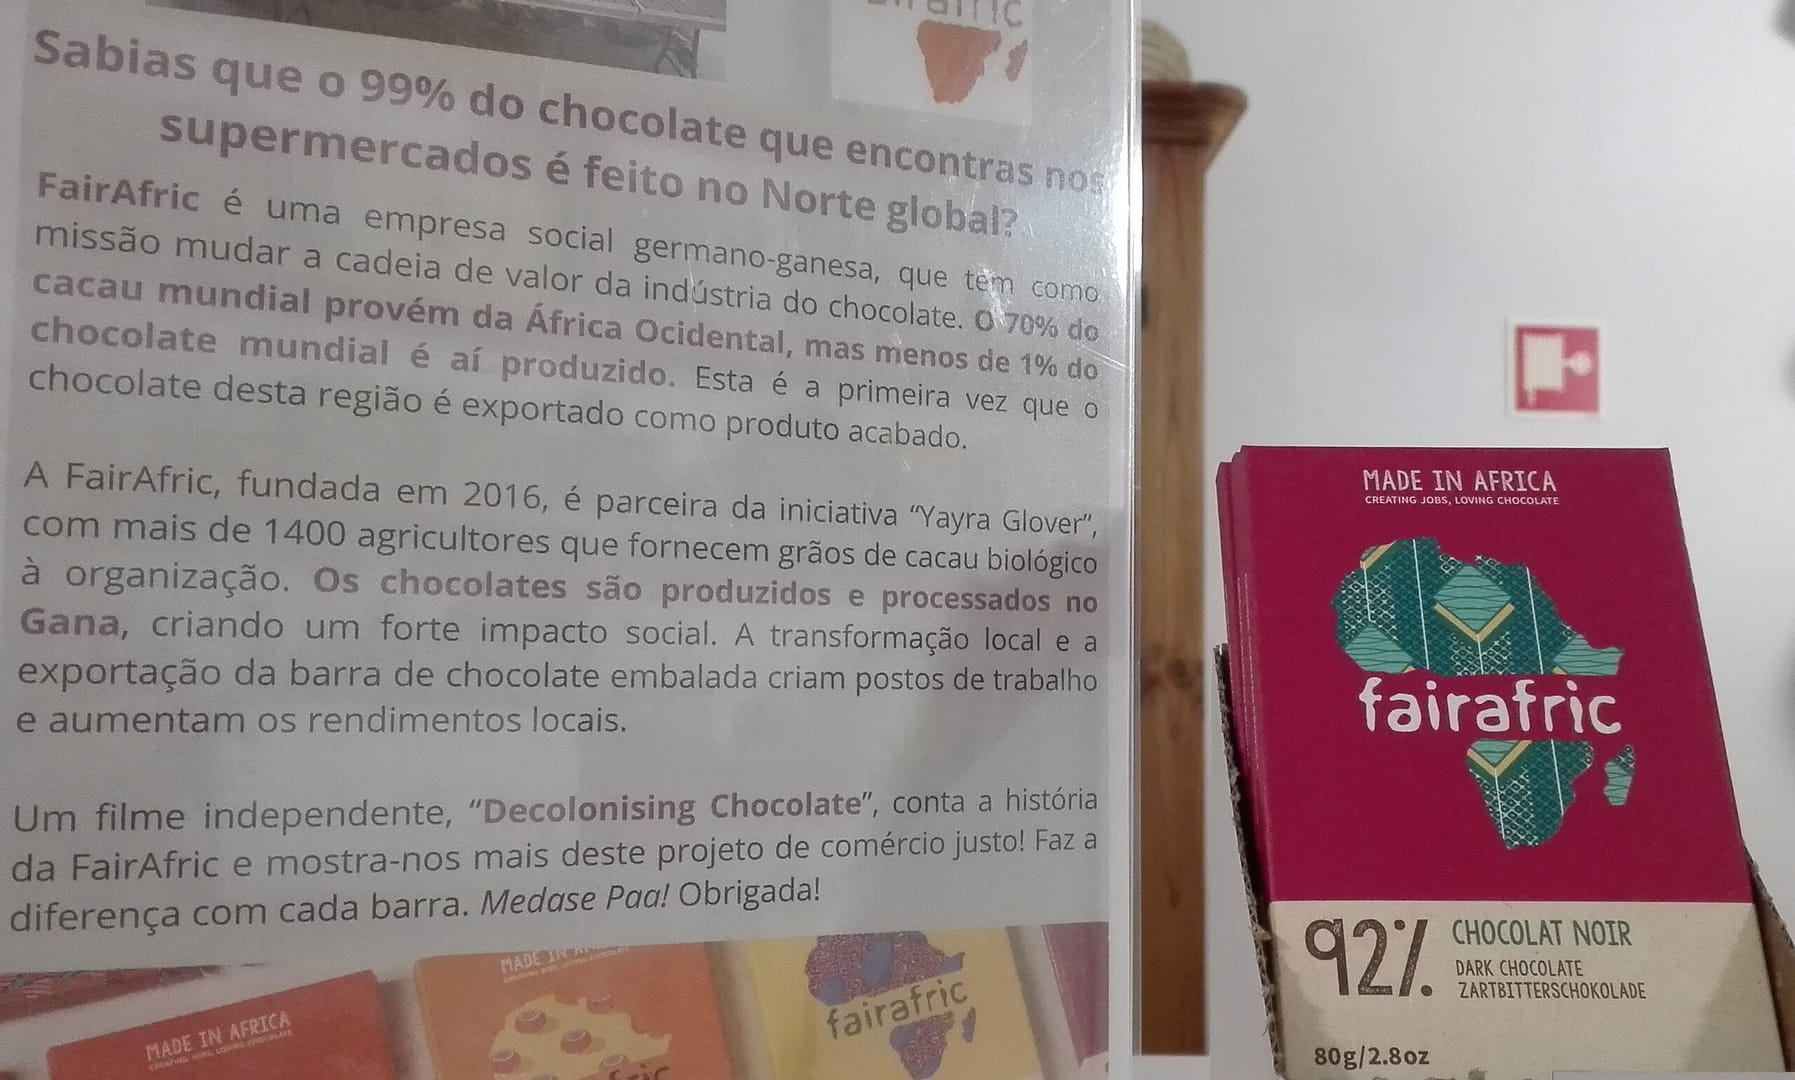 Sabias que o 99% do chocolate que encontras nos
supermercados é feito no Norte global?
FairAfric é uma empresa social germano-ganesa, que tem como
missão mudar a cadeia de valor da indústria do chocolate. O 70% do
cacau mundial provém da África Ocidental, mas menos de 1% do
chocolate mundial é aí produzido. Esta é a primeira vez que o
chocolate desta região é exportado como produto acabado.
A FairAfric, fundada em 2016, é parceira da iniciativa “Yayra Glover”,
com mais de 1400 agricultores que fornecem grãos de cacau biológico
à organização. Os chocolates são produzidos e processados no
Gana, criando um forte impacto social. A transformação local e a
exportação da barra de chocolate embalada criam postos de trabalho
e aumentam os rendimentos locais.
Um filme independente, “Decolonising Chocolate”, conta a história
da FairAfric e mostra-nos mais deste projeto de comércio justo! Faz a
diferença com cada barra. Medase Paa! Obrigada!
MADE IN AFRICA
CREATING JOBS, LOVING CHOCOLATE
MADE IN
fairafric
MADE IN AFRICA
CREATING JOBS, LOVING CHOCOLATE
fairafric
92%
CHOCOLAT NOIR
DARK CHOCOLATE
ZARTBITTERSCHOKOLADE
80g/2.8oz